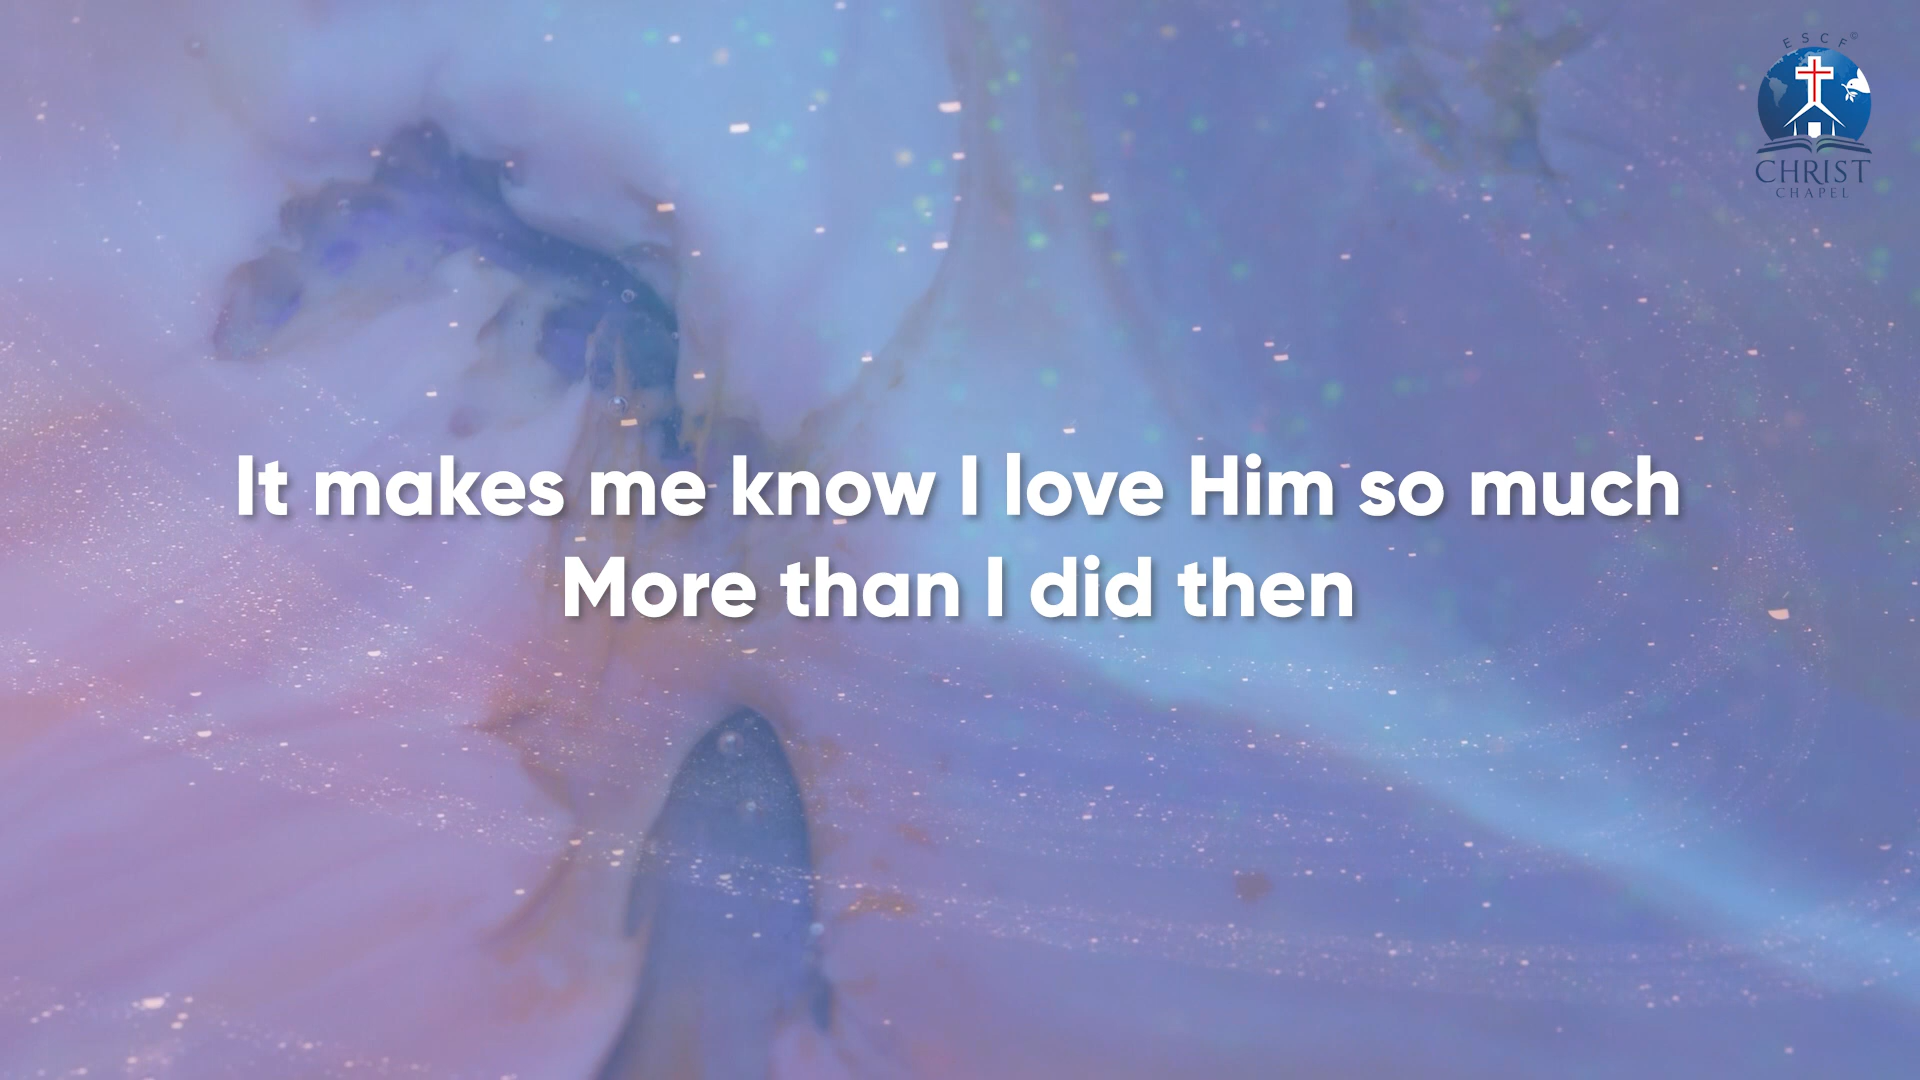 ESCF©
CHRIST
CHAPEL
It makes me know I love Him so much
More than I did then